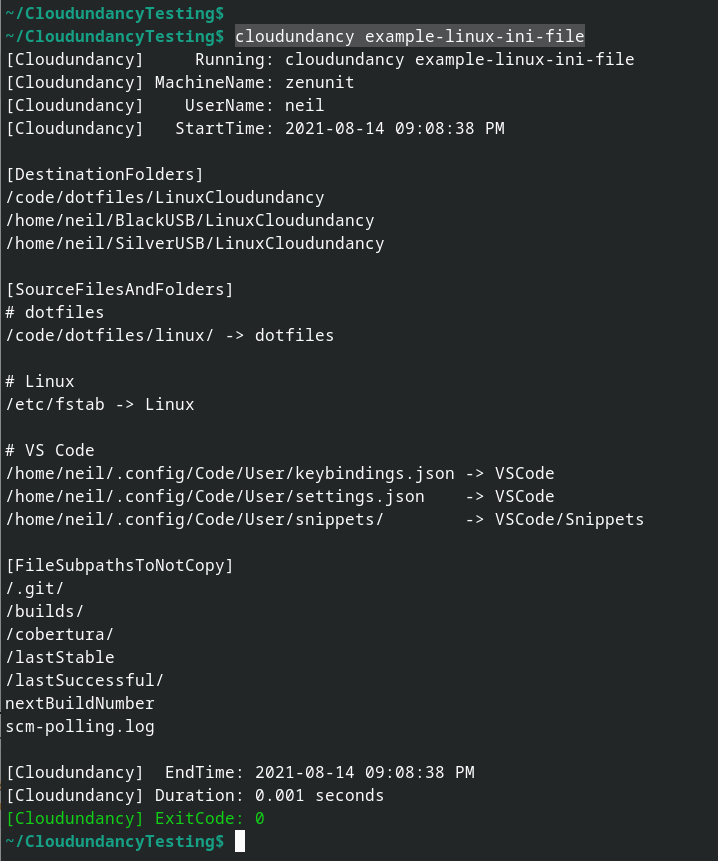 ~/CloudundancyTesting$
~/CloudundancyTesting$ cloudundancy example-linux-ini-file
[Cloudundancy]     Running: cloudundancy example-linux-ini-file
[Cloudundancy] MachineName: zenunit
[Cloudundancy]    UserName: neil
[Cloudundancy]   StartTime: 2021-08-14 09:08:38 PM

[DestinationFolders]
/code/dotfiles/LinuxCloudundancy
/home/neil/BlackUSB/LinuxCloudundancy
/home/neil/SilverUSB/LinuxCloudundancy

[SourceFilesAndFolders]
# dotfiles
/code/dotfiles/linux/ -> dotfiles

# Linux
/etc/fstab -> Linux

# VS Code
/home/neil/.config/Code/User/keybindings.json -> VSCode
/home/neil/.config/Code/User/settings.json    -> VSCode
/home/neil/.config/Code/User/snippets/        -> VSCode/Snippets

[FileSubpathsToNotCopy]
/.git/
/builds/
/cobertura/
/lastStable
/lastSuccessful/
nextBuildNumber
scm-polling.log

[Cloudundancy]  EndTime: 2021-08-14 09:08:38 PM
[Cloudundancy] Duration: 0.001 seconds
[Cloudundancy] ExitCode: 0
~/CloudundancyTesting$